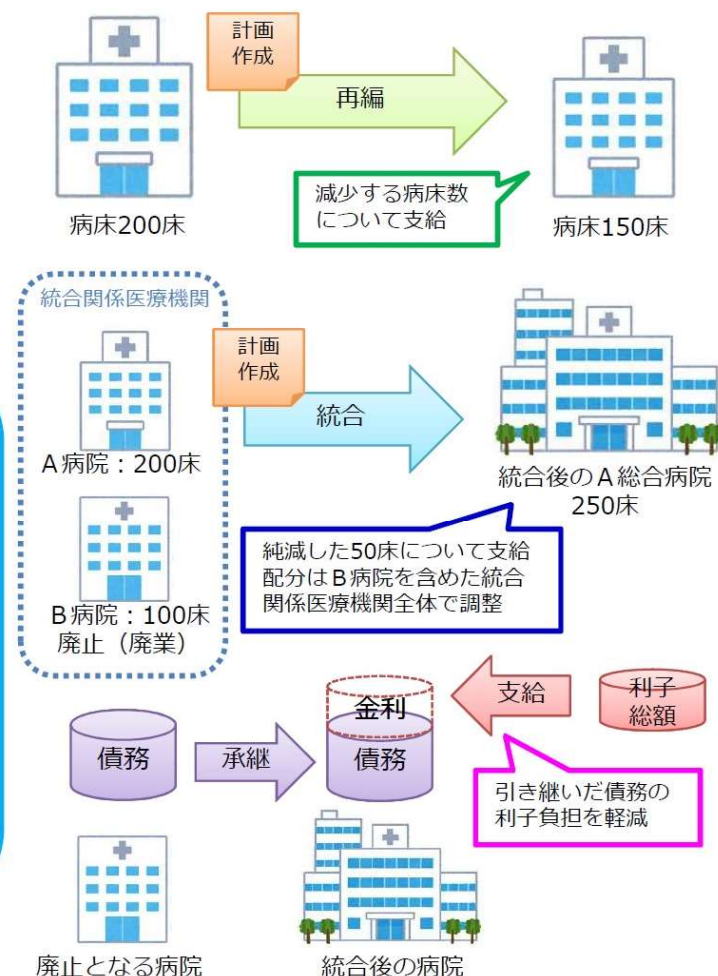 計画
作成
再編
減少する病床数
について支給
病床200床
病床150床
統合関係医療機関
計画
作成
統合
A病院：200床
統合後のA総合病院
250床
純減した50床について支給
配分はB病院を含めた統合
関係医療機関全体で調整
B病院：100床
廃止（廃業）
債務
承継
金利
債務
支給
利子
総額
引き継いだ債務の
利子負担を軽減
廃止となる病院
統合後の病院